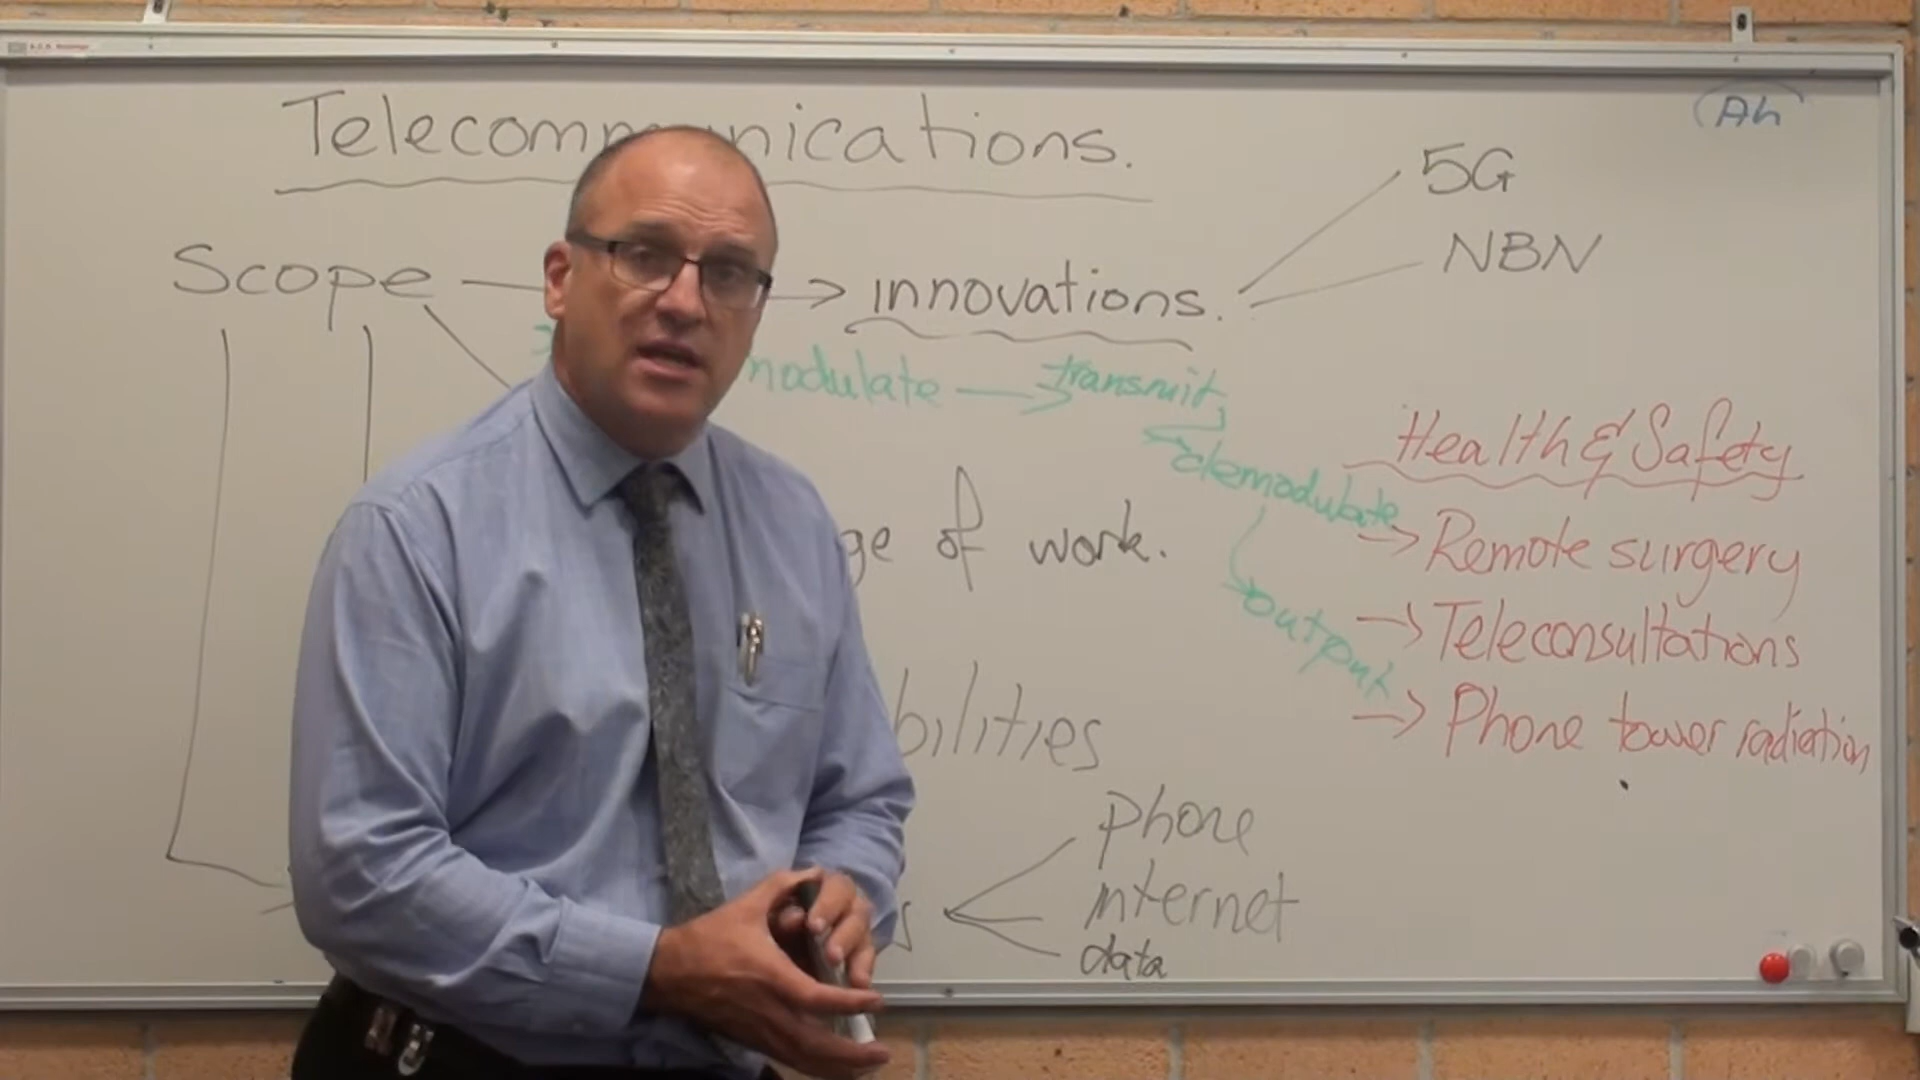 Ah
Telecommunications.
5G
NBN
Scope → innovations.
modulate → transmit
demodulate
output
Health & Safety
→ Remote surgery
→ Teleconsultations
→ Phone tower radiation
of work.
bilities
phone
internet
data